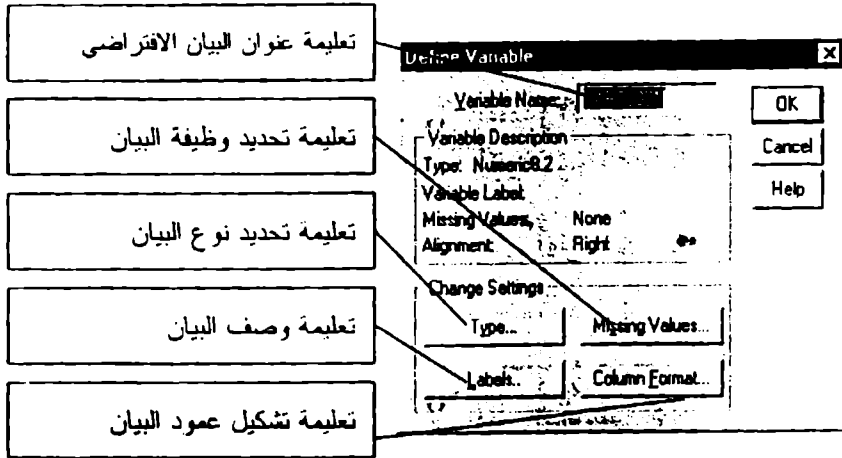 تعليمة عنوان البيان الافتراضي
تعليمة تحديد وظيفة البيان
تعليمة تحديد نوع البيان
تعليمة وصف البيان
تعليمة تشكيل عمود البيان
Define Variable
Variable Name:
OK
Cancel
Help
Variable Description
Type: Numeric8.2
Variable Label:
Missing Values: None
Alignment: Right
Change Settings
Type...
Missing Values...
Labels...
Column Format...